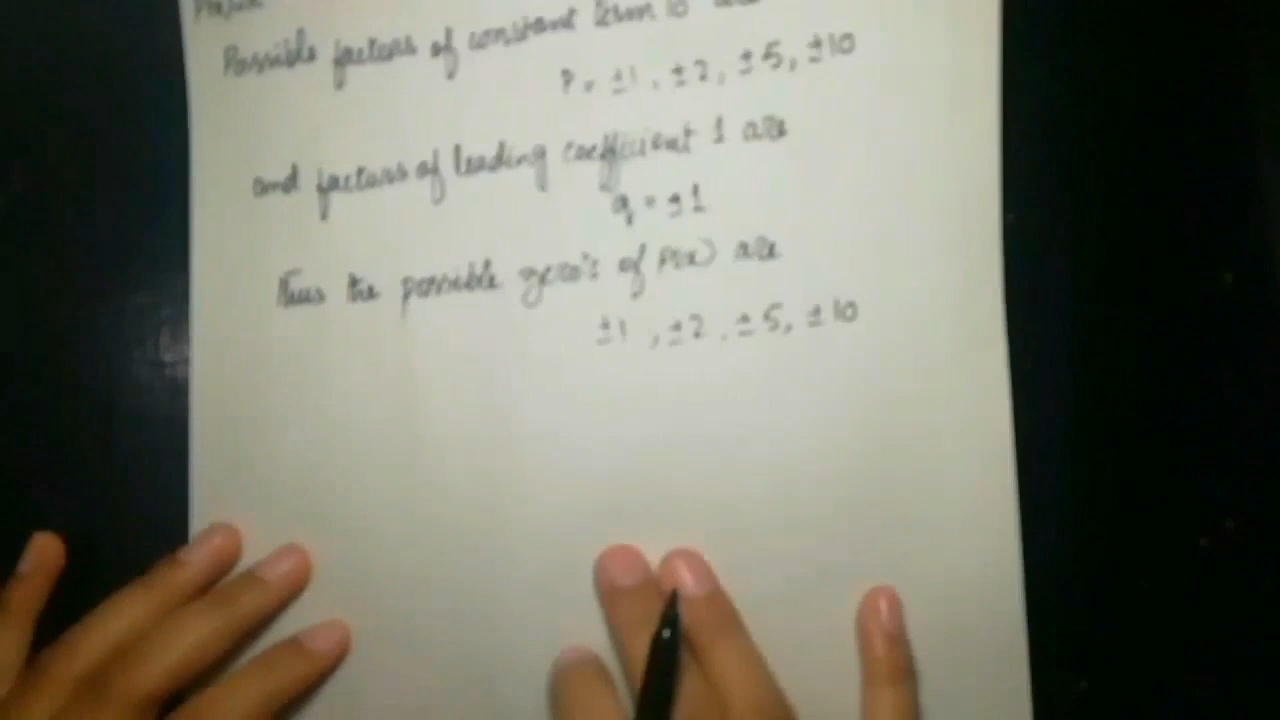 Possible factors of constant term 10 are
P = ±1, ±2, ±5, ±10
and factors of leading coefficient 1 are
q = ±1
Thus the possible zero's of P(x) are
±1, ±2, ±5, ±10